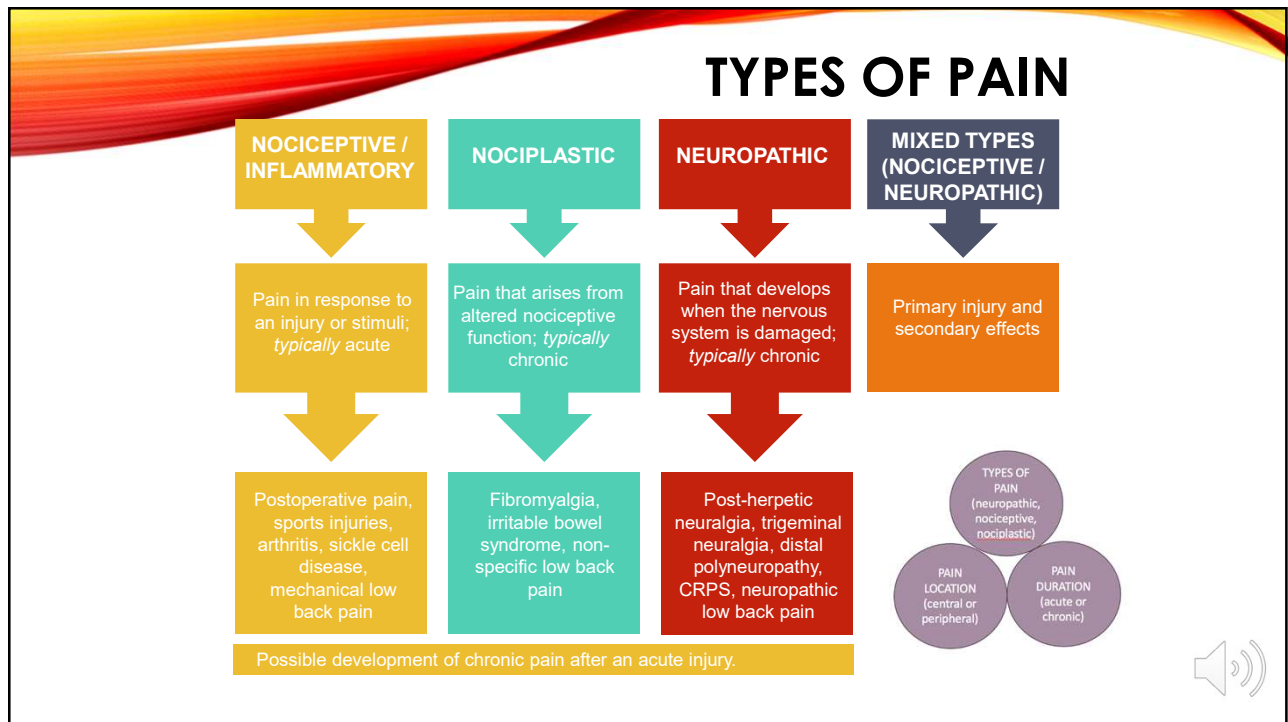 TYPES OF PAIN
NOCICEPTIVE /
INFLAMMATORY
Pain in response to
an injury or stimuli;
typically acute
Postoperative pain,
sports injuries,
arthritis, sickle cell
disease,
mechanical low
back pain
NOCIPLASTIC
Pain that arises from
altered nociceptive
function; typically
chronic
Fibromyalgia,
irritable bowel
syndrome, non-
specific low back
pain
NEUROPATHIC
Pain that develops
when the nervous
system is damaged;
typically chronic
Post-herpetic
neuralgia, trigeminal
neuralgia, distal
polyneuropathy,
CRPS, neuropathic
low back pain
MIXED TYPES
(NOCICEPTIVE /
NEUROPATHIC)
Primary injury and
secondary effects
Possible development of chronic pain after an acute injury.
TYPES OF
PAIN
(neuropathic,
nociceptive,
nociplastic)
PAIN
LOCATION
(central or
peripheral)
PAIN
DURATION
(acute or
chronic)